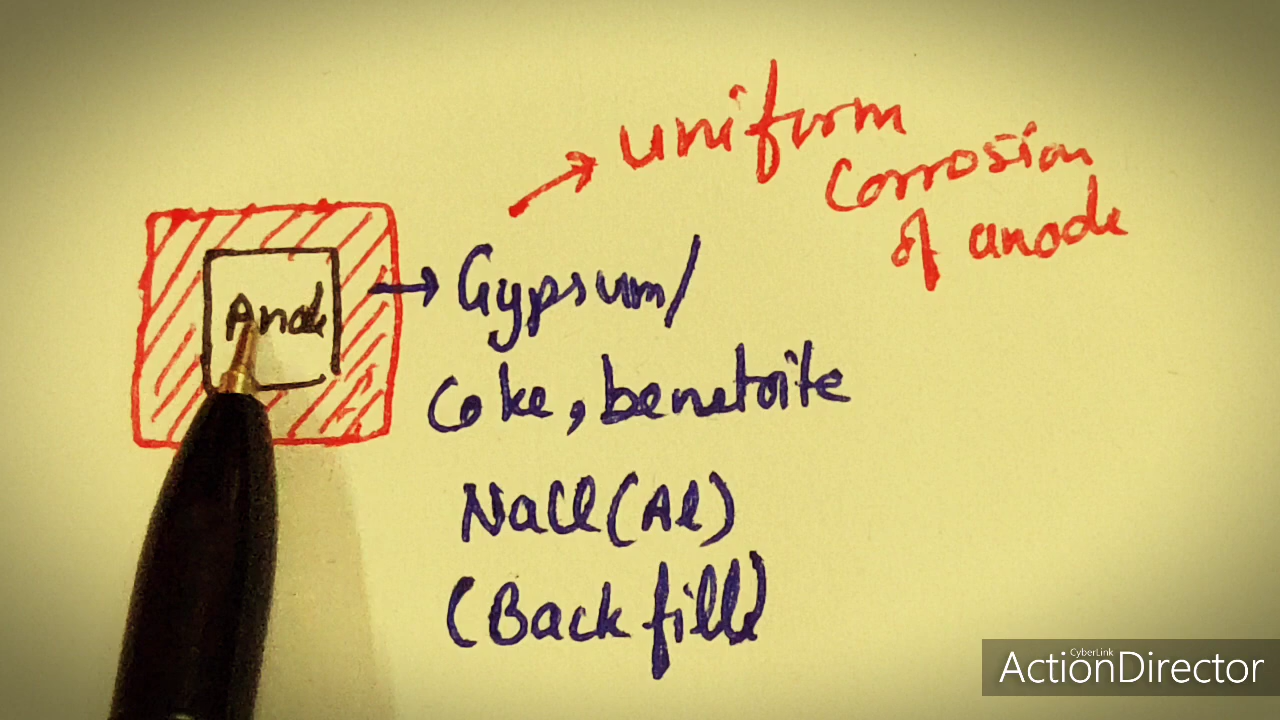 uniform
corrosion
of anode
Anode
Gypsum/
Coke, benetoite
NaCl (Al)
(Back fill)
CyberLink
ActionDirector